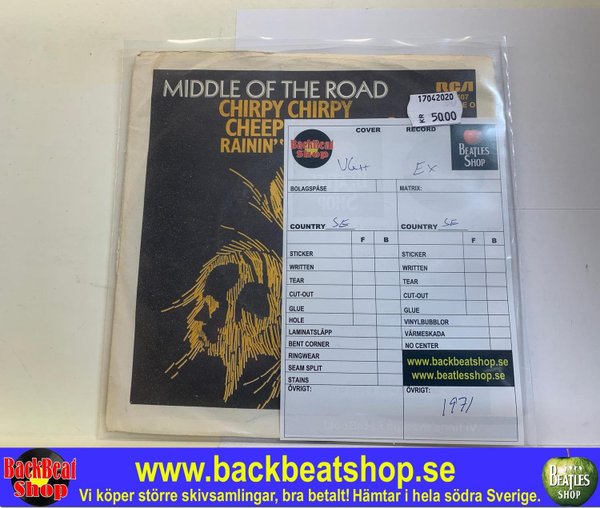 MIDDLE OF THE ROAD
RCA
CHIRPY CHIRPY
CHEEP
RAININ'
17042020
KR 50.00
COVER RECORD
BackBeat
Shop
VG++ EX
BEATLES
SHOP
BOLAGSPÅSE MATRIX:
COUNTRY SE COUNTRY SE
F B F B
STICKER STICKER
WRITTEN WRITTEN
TEAR TEAR
CUT-OUT CUT-OUT
GLUE GLUE
HOLE VINYLBUBBLOR
LAMINATSLÄPP VÄRMESKADA
BENT CORNER NO CENTER
RINGWEAR www.backbeatshop.se
SEAM SPLIT www.beatlesshop.se
STAINS
ÖVRIGT: ÖVRIGT:
1971
BackBeat
Shop
www.backbeatshop.se
Vi köper större skivsamlingar, bra betalt! Hämtar i hela södra Sverige.
BEATLES
SHOP